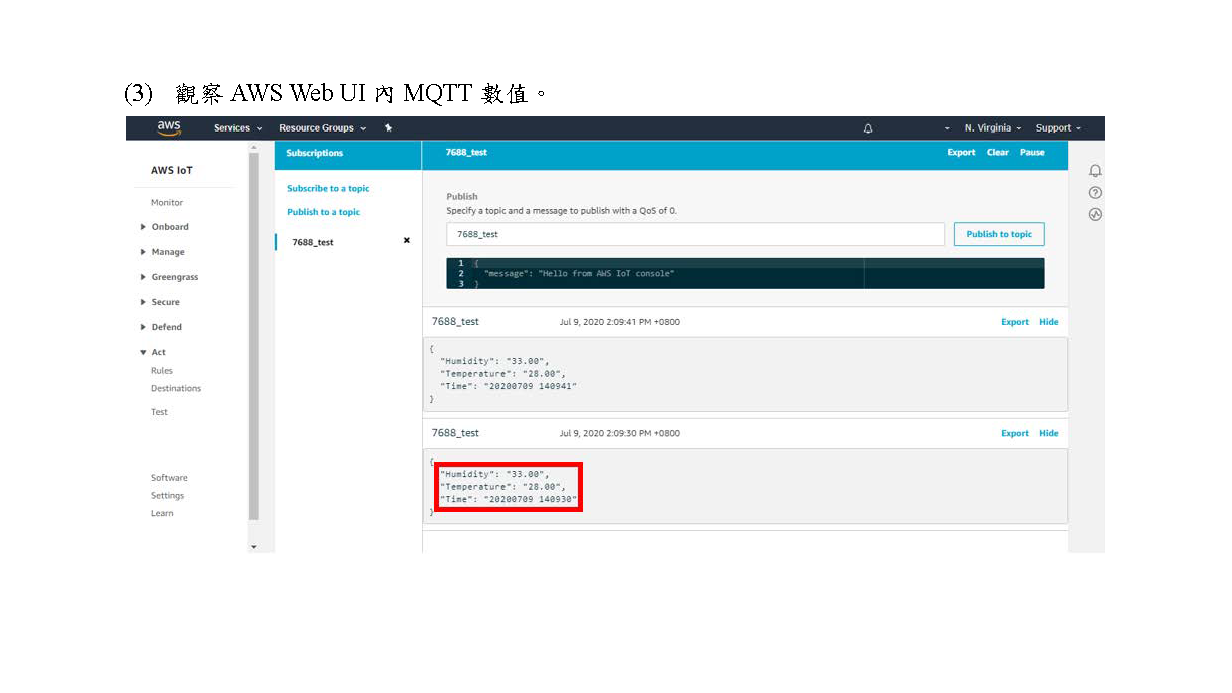 (3) 觀察 AWS Web UI 內 MQTT 數值。
aws Services Resource Groups N. Virginia Support
AWS IoT
Monitor
Onboard
Manage
Greengrass
Secure
Defend
Act
Rules
Destinations
Test
Software
Settings
Learn
Subscriptions
Subscribe to a topic
Publish to a topic
7688_test ×
7688_test Export Clear Pause
Publish
Specify a topic and a message to publish with a QoS of 0.
7688_test Publish to topic
1 {
2 "message": "Hello from AWS IoT console"
3 }
7688_test Jul 9, 2020 2:09:41 PM +0800 Export Hide
{
"Humidity": "33.00",
"Temperature": "28.00",
"Time": "20200709 140941"
}
7688_test Jul 9, 2020 2:09:30 PM +0800 Export Hide
{
"Humidity": "33.00",
"Temperature": "28.00",
"Time": "20200709 140930"
}